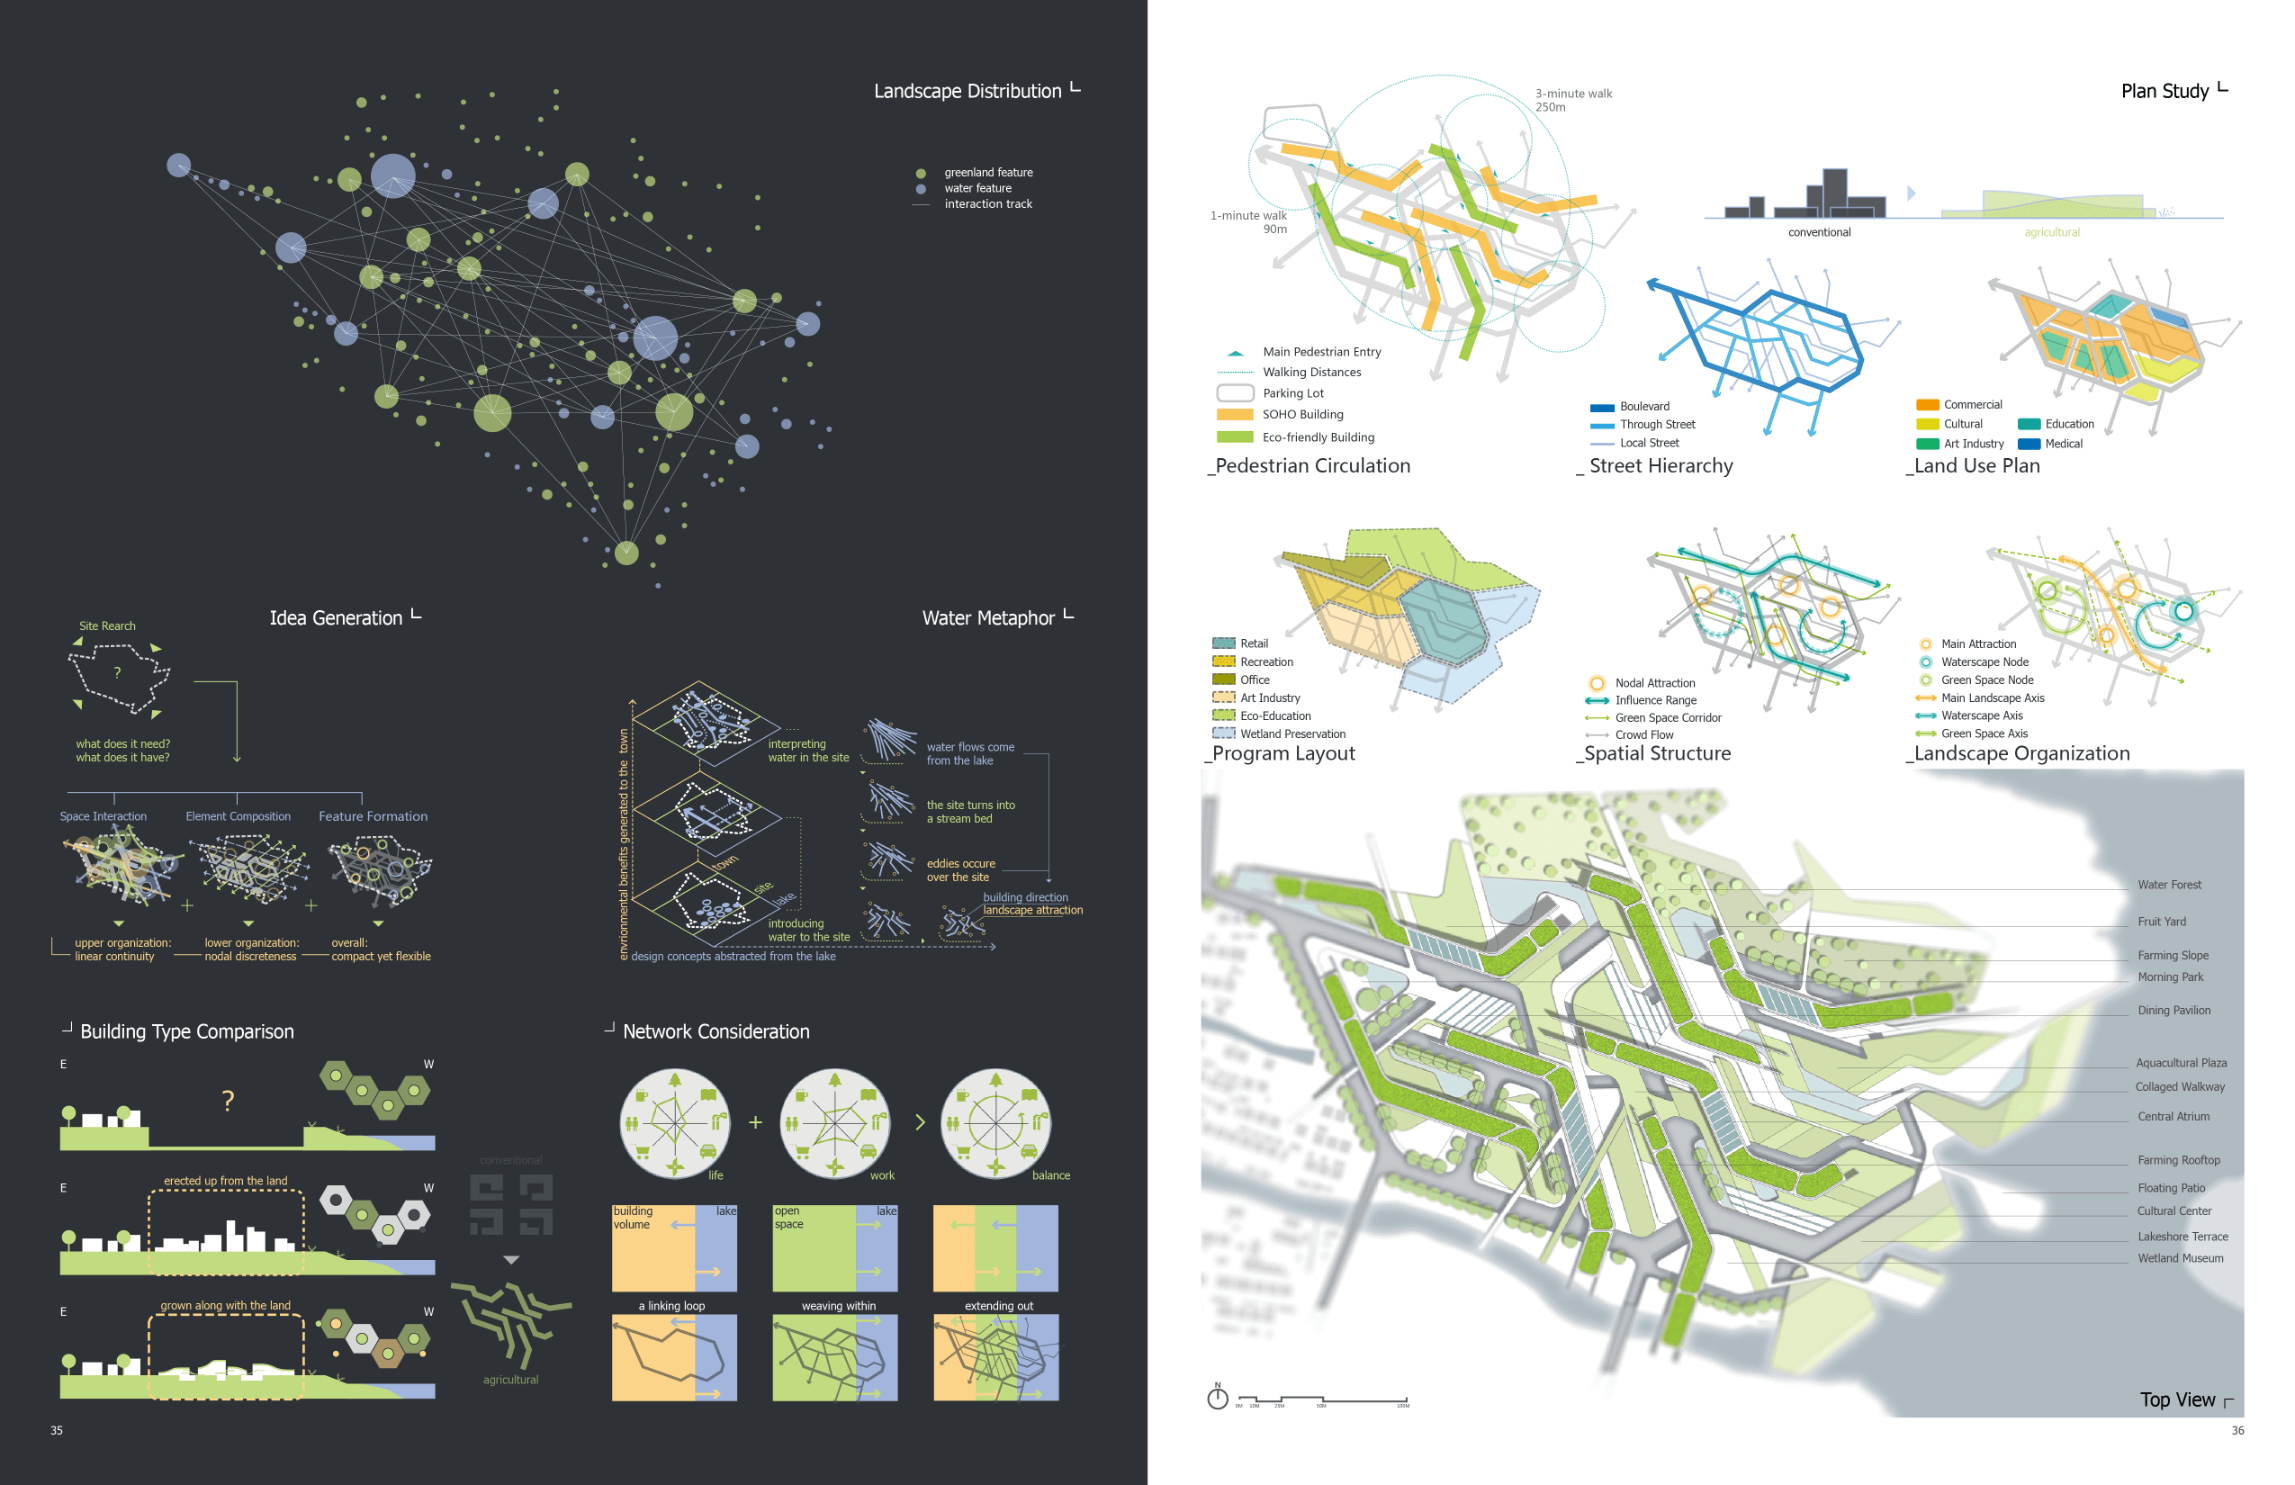 Landscape Distribution
greenland feature
water feature
interaction track
Idea Generation
Site Rearch
?
what does it need?
what does it have?
Space Interaction
Element Composition
Feature Formation
+
+
upper organization:
linear continuity
lower organization:
nodal discreteness
overall:
compact yet flexible
Water Metaphor
envrionmental benefits generated to the town
town
site
lake
interpreting
water in the site
introducing
water to the site
design concepts abstracted from the lake
water flows come
from the lake
the site turns into
a stream bed
eddies occure
over the site
building direction
landscape attraction
Building Type Comparison
E
W
?
E
W
erected up from the land
E
W
grown along with the land
conventional
agricultural
Network Consideration
life
+
work
>
balance
building
volume
lake
open
space
lake
a linking loop
weaving within
extending out
35
Plan Study
3-minute walk
250m
1-minute walk
90m
Main Pedestrian Entry
Walking Distances
Parking Lot
SOHO Building
Eco-friendly Building
_Pedestrian Circulation
conventional
agricultural
Boulevard
Through Street
Local Street
_ Street Hierarchy
Commercial
Cultural
Education
Art Industry
Medical
_Land Use Plan
Retail
Recreation
Office
Art Industry
Eco-Education
Wetland Preservation
_Program Layout
Nodal Attraction
Influence Range
Green Space Corridor
Crowd Flow
_Spatial Structure
Main Attraction
Waterscape Node
Green Space Node
Main Landscape Axis
Waterscape Axis
Green Space Axis
_Landscape Organization
Water Forest
Fruit Yard
Farming Slope
Morning Park
Dining Pavilion
Aquacultural Plaza
Collaged Walkway
Central Atrium
Farming Rooftop
Floating Patio
Cultural Center
Lakeshore Terrace
Wetland Museum
N
0M 10M 25M 50M 100M
Top View
36